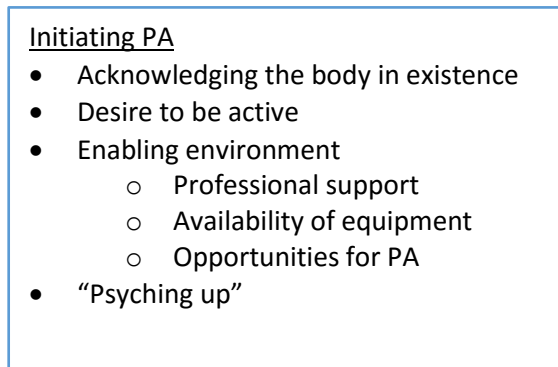 Initiating PA
• Acknowledging the body in existence
• Desire to be active
• Enabling environment
o Professional support
o Availability of equipment
o Opportunities for PA
• “Psyching up”